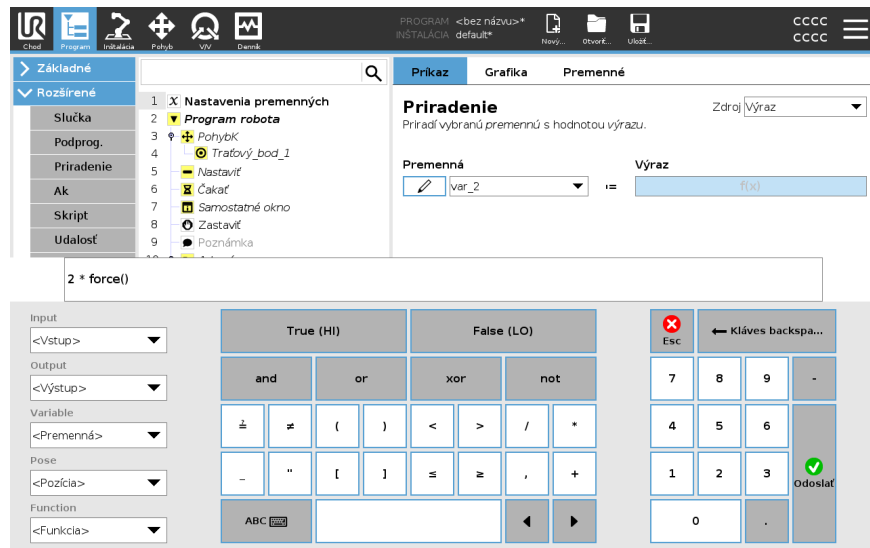 PROGRAM <bez názvu>*
INŠTALÁCIA default*
CCCC
CCCC
Chod
Program
Inštalácia
Pohyb
V/V
Denník
Nový...
Otvoriť...
Uložiť...
Základné
Rozšírené
Slučka
Podprog.
Priradenie
Ak
Skript
Udalosť
1 X Nastavenia premenných
2 Program robota
3 PohybK
4 Traťový_bod_1
5 Nastaviť
6 Čakať
7 Samostatné okno
8 Zastaviť
9 Poznámka
Príkaz Grafika Premenné
Priradenie
Zdroj Výraz
Priradí vybranú premennú s hodnotou výrazu.
Premenná
Výraz
var_2 := f(x)
2 * force()
Input
<Vstup>
Output
<Výstup>
Variable
<Premenná>
Pose
<Pozícia>
Function
<Funkcia>
True (HI) False (LO)
and or xor not
≟ ≠ ( ) < > / *
_ " [ ] ≤ ≥ , +
ABC
Esc
Kláves backspa...
7 8 9 -
4 5 6
1 2 3
Odoslať
0 .